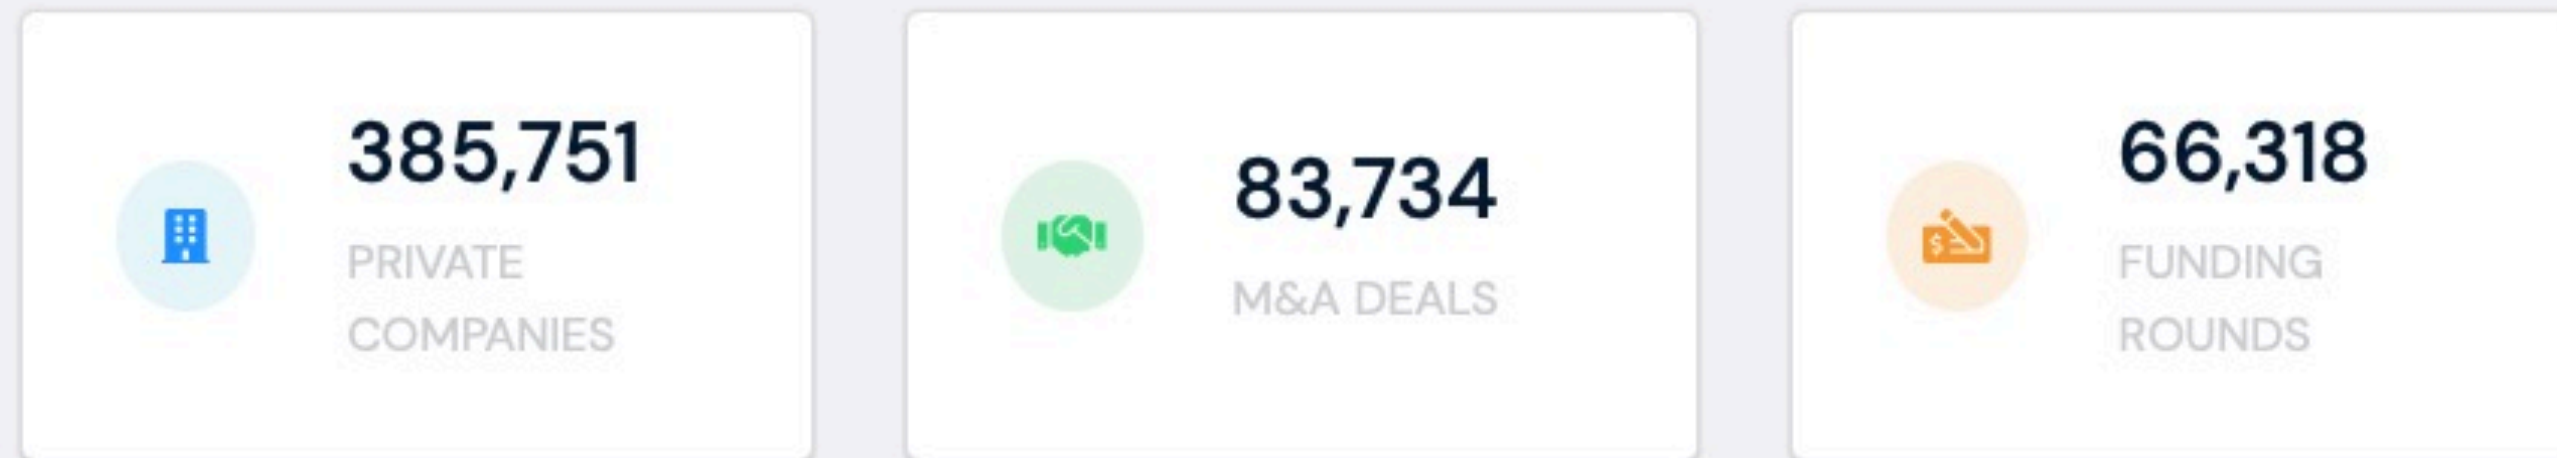 385,751
PRIVATE
COMPANIES
83,734
M&A DEALS
66,318
FUNDING
ROUNDS